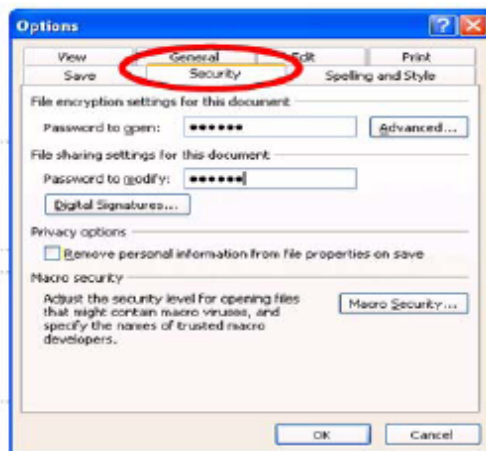 Options
View General Edit Print
Save Security Spelling and Style
File encryption settings for this document
Password to open: ●●●●●● Advanced...
File sharing settings for this document
Password to modify: ●●●●●●
Digital Signatures...
Privacy options
Remove personal information from file properties on save
Macro security
Adjust the security level for opening files Macro Security...
that might contain macro viruses, and
specify the names of trusted macro
developers.
OK Cancel